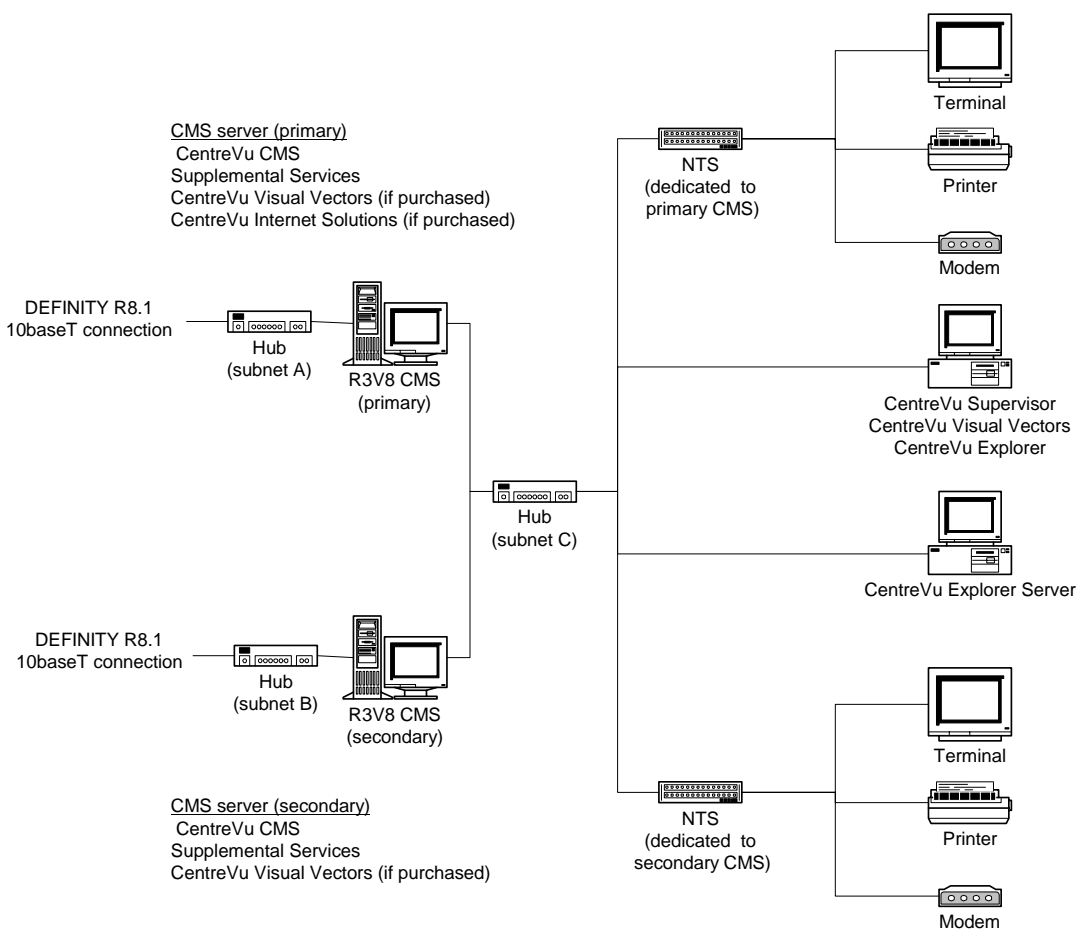 CMS server (primary)
CentreVu CMS
Supplemental Services
CentreVu Visual Vectors (if purchased)
CentreVu Internet Solutions (if purchased)
DEFINITY R8.1
10baseT connection
Hub
(subnet A)
R3V8 CMS
(primary)
Hub
(subnet C)
DEFINITY R8.1
10baseT connection
Hub
(subnet B)
R3V8 CMS
(secondary)
CMS server (secondary)
CentreVu CMS
Supplemental Services
CentreVu Visual Vectors (if purchased)
NTS
(dedicated to
primary CMS)
Terminal
Printer
Modem
CentreVu Supervisor
CentreVu Visual Vectors
CentreVu Explorer
CentreVu Explorer Server
NTS
(dedicated to
secondary CMS)
Terminal
Printer
Modem